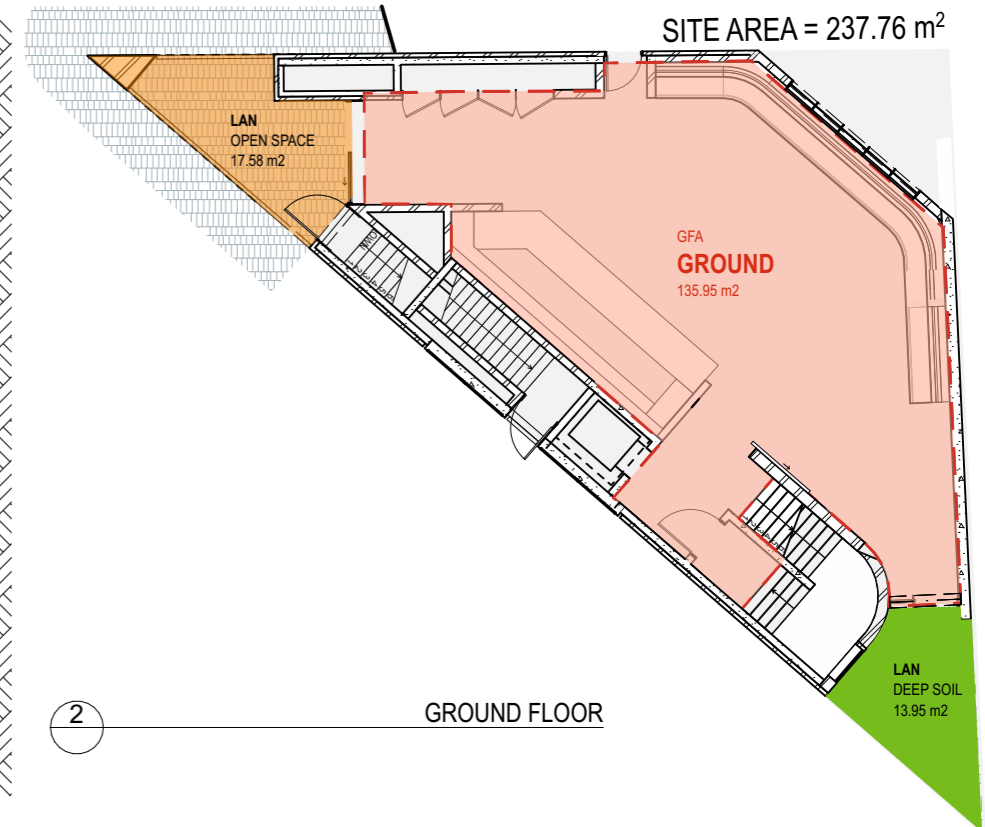 SITE AREA = 237.76 m²
LAN
OPEN SPACE
17.58 m2
GFA
GROUND
135.95 m2
LAN
DEEP SOIL
13.95 m2
2
GROUND FLOOR